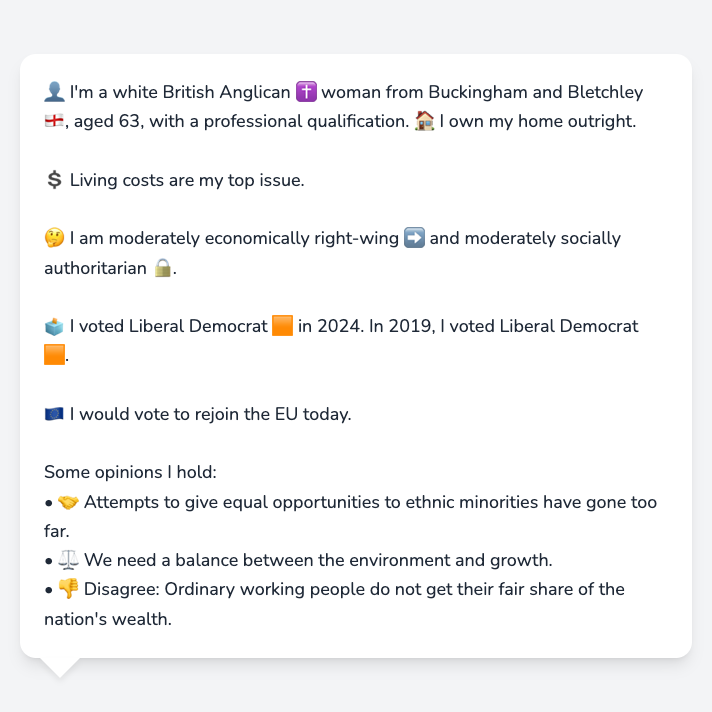 👤 I'm a white British Anglican ✝️ woman from Buckingham and Bletchley
🏴󠁧󠁢󠁥󠁮󠁧󠁿, aged 63, with a professional qualification. 🏠 I own my home outright.
💲 Living costs are my top issue.
🤔 I am moderately economically right-wing ➡️ and moderately socially
authoritarian 🔒.
🗳️ I voted Liberal Democrat 🟧 in 2024. In 2019, I voted Liberal Democrat
🟧.
🇪🇺 I would vote to rejoin the EU today.
Some opinions I hold:
• 🤝 Attempts to give equal opportunities to ethnic minorities have gone too
far.
• ⚖️ We need a balance between the environment and growth.
• 👎 Disagree: Ordinary working people do not get their fair share of the
nation's wealth.